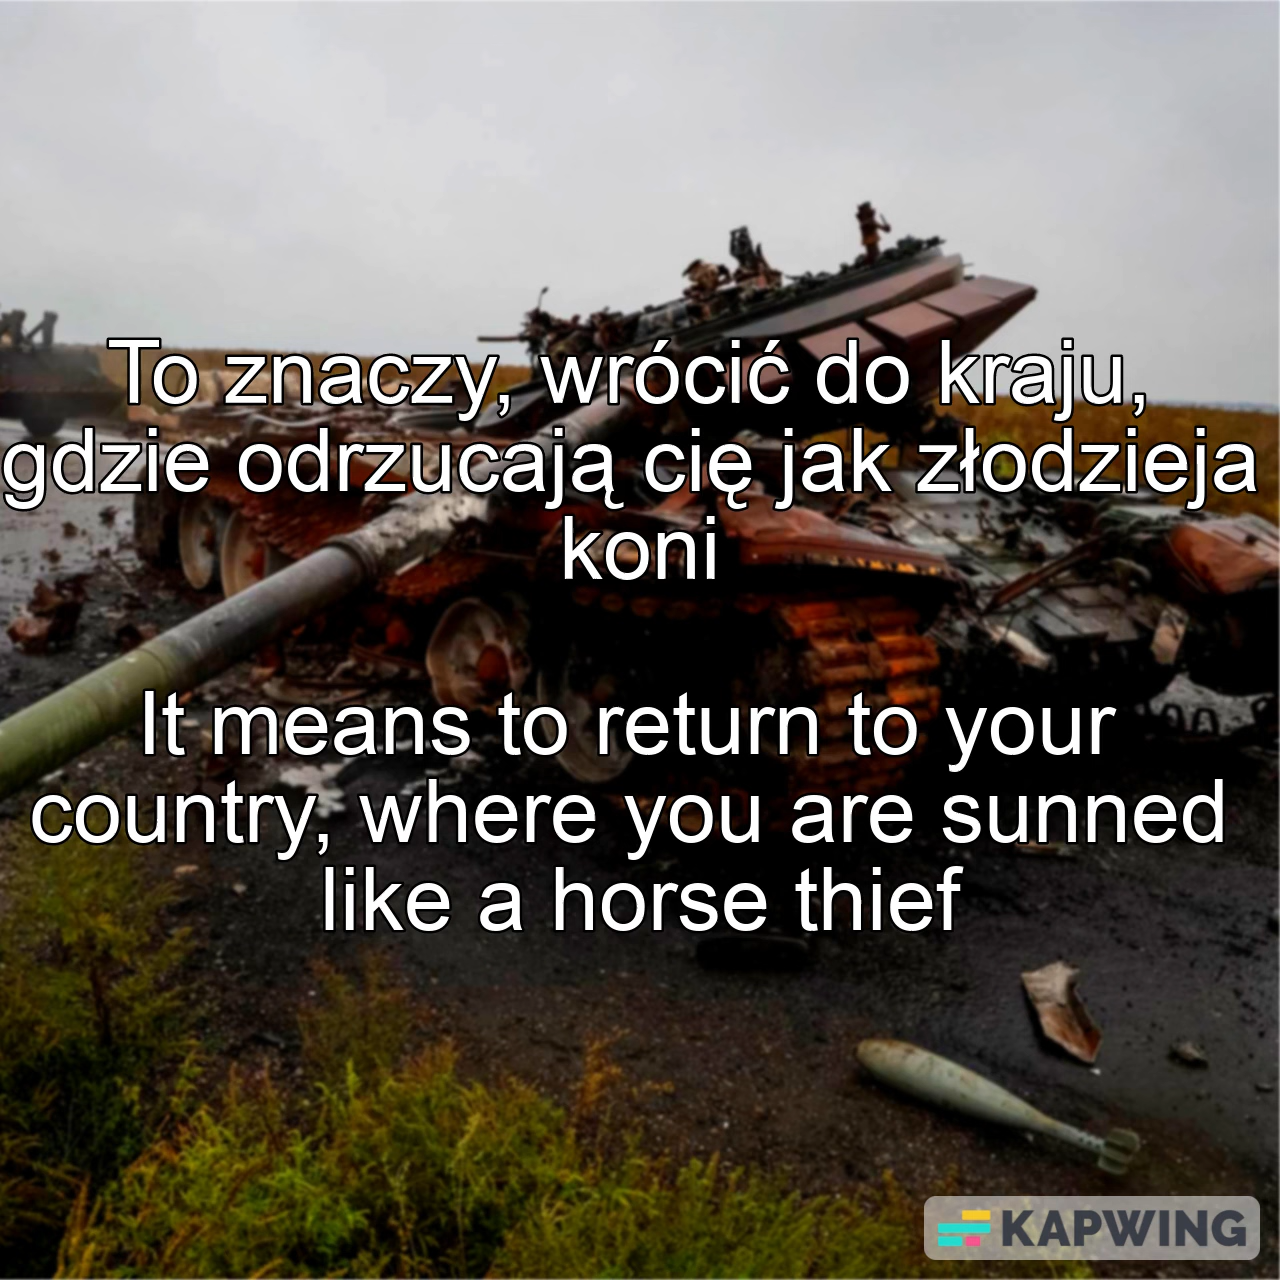 To znaczy, wrócić do kraju,
gdzie odrzucają cię jak złodzieja
koni
It means to return to your
country, where you are sunned
like a horse thief
KAPWING